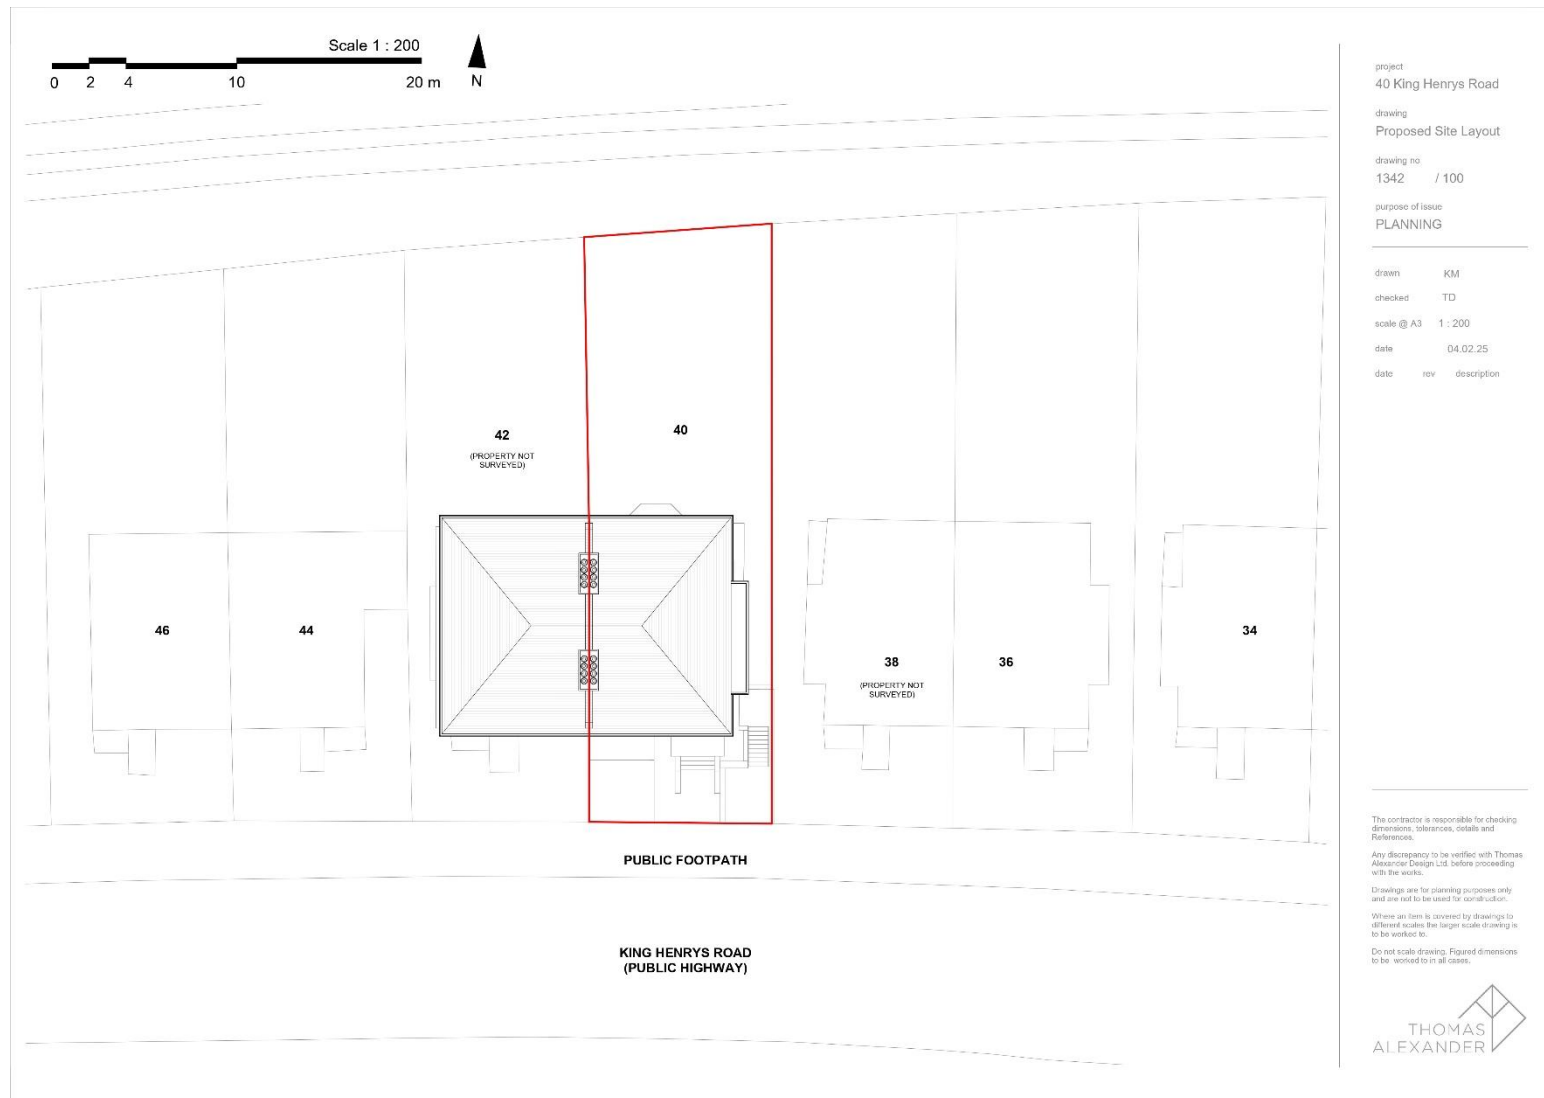 Scale 1 : 200
0 2 4 10 20 m
N
42
(PROPERTY NOT
SURVEYED)
40
46
44
38
(PROPERTY NOT
SURVEYED)
36
34
PUBLIC FOOTPATH
KING HENRYS ROAD
(PUBLIC HIGHWAY)
project
40 King Henrys Road
drawing
Proposed Site Layout
drawing no
1342 / 100
purpose of issue
PLANNING
drawn KM
checked TD
scale @ A3 1 : 200
date 04.02.25
date rev description
The contractor is responsible for checking
dimensions, tolerances, details and
References.
Any discrepancy to be verified with Thomas
Alexander Design Ltd. before proceeding
with the works.
Drawings are for planning purposes only
and are not to be used for construction.
Where an item is covered by drawings to
different scales the larger scale drawing is
to be worked to.
Do not scale drawing. Figured dimensions
to be worked to in all cases.
THOMAS
ALEXANDER